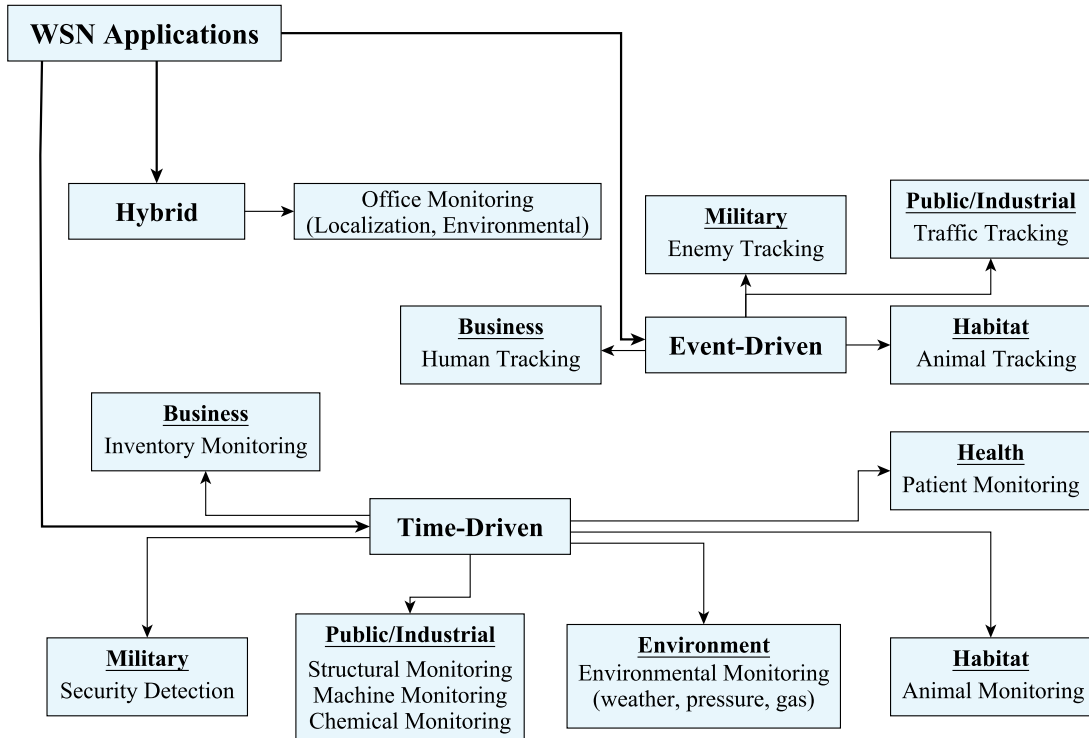 WSN Applications
Hybrid
Office Monitoring
(Localization, Environmental)
Military
Enemy Tracking
Public/Industrial
Traffic Tracking
Business
Human Tracking
Event-Driven
Habitat
Animal Tracking
Business
Inventory Monitoring
Health
Patient Monitoring
Time-Driven
Military
Security Detection
Public/Industrial
Structural Monitoring
Machine Monitoring
Chemical Monitoring
Environment
Environmental Monitoring
(weather, pressure, gas)
Habitat
Animal Monitoring